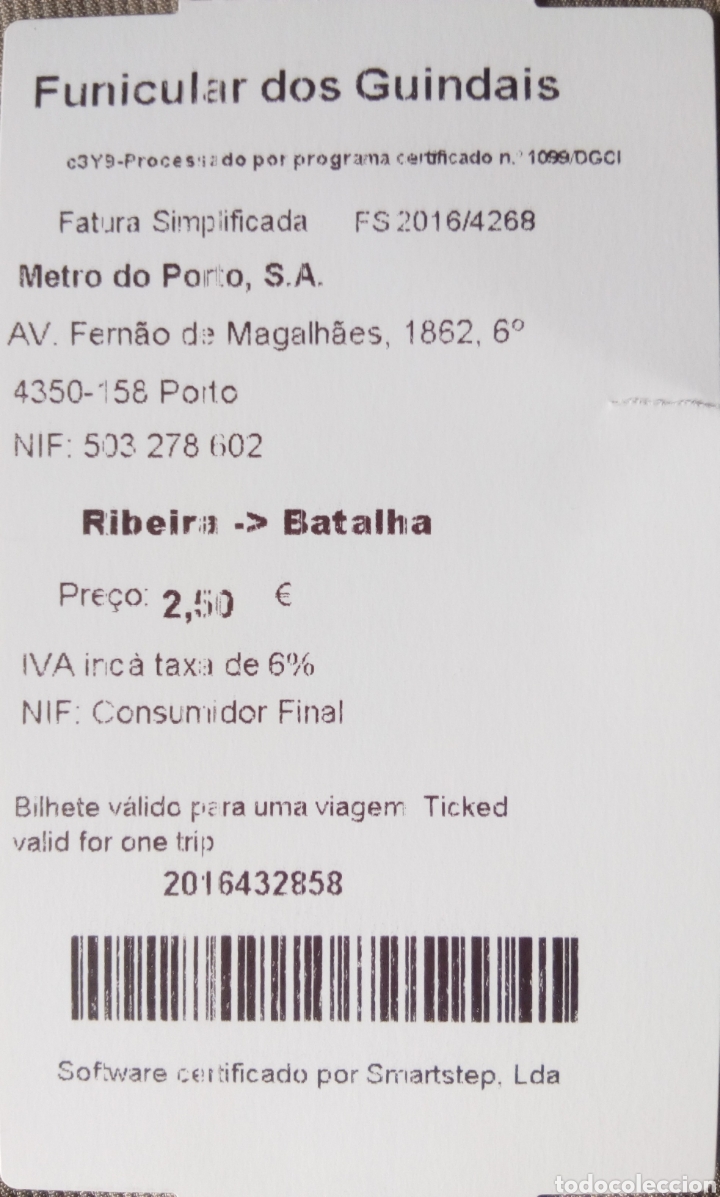 Funicular dos Guindais
c3Y9-Processado por programa certificado n.º 1099/DGCI
Fatura Simplificada FS 2016/4268
Metro do Porto, S.A.
AV. Fernão de Magalhães, 1862, 6º
4350-158 Porto
NIF: 503 278 602
Ribeira -> Batalha
Preço: 2,50 €
IVA inc à taxa de 6%
NIF: Consumidor Final
Bilhete válido para uma viagem Ticked
valid for one trip
2016432858
Software certificado por Smartstep, Lda
todocoleccion